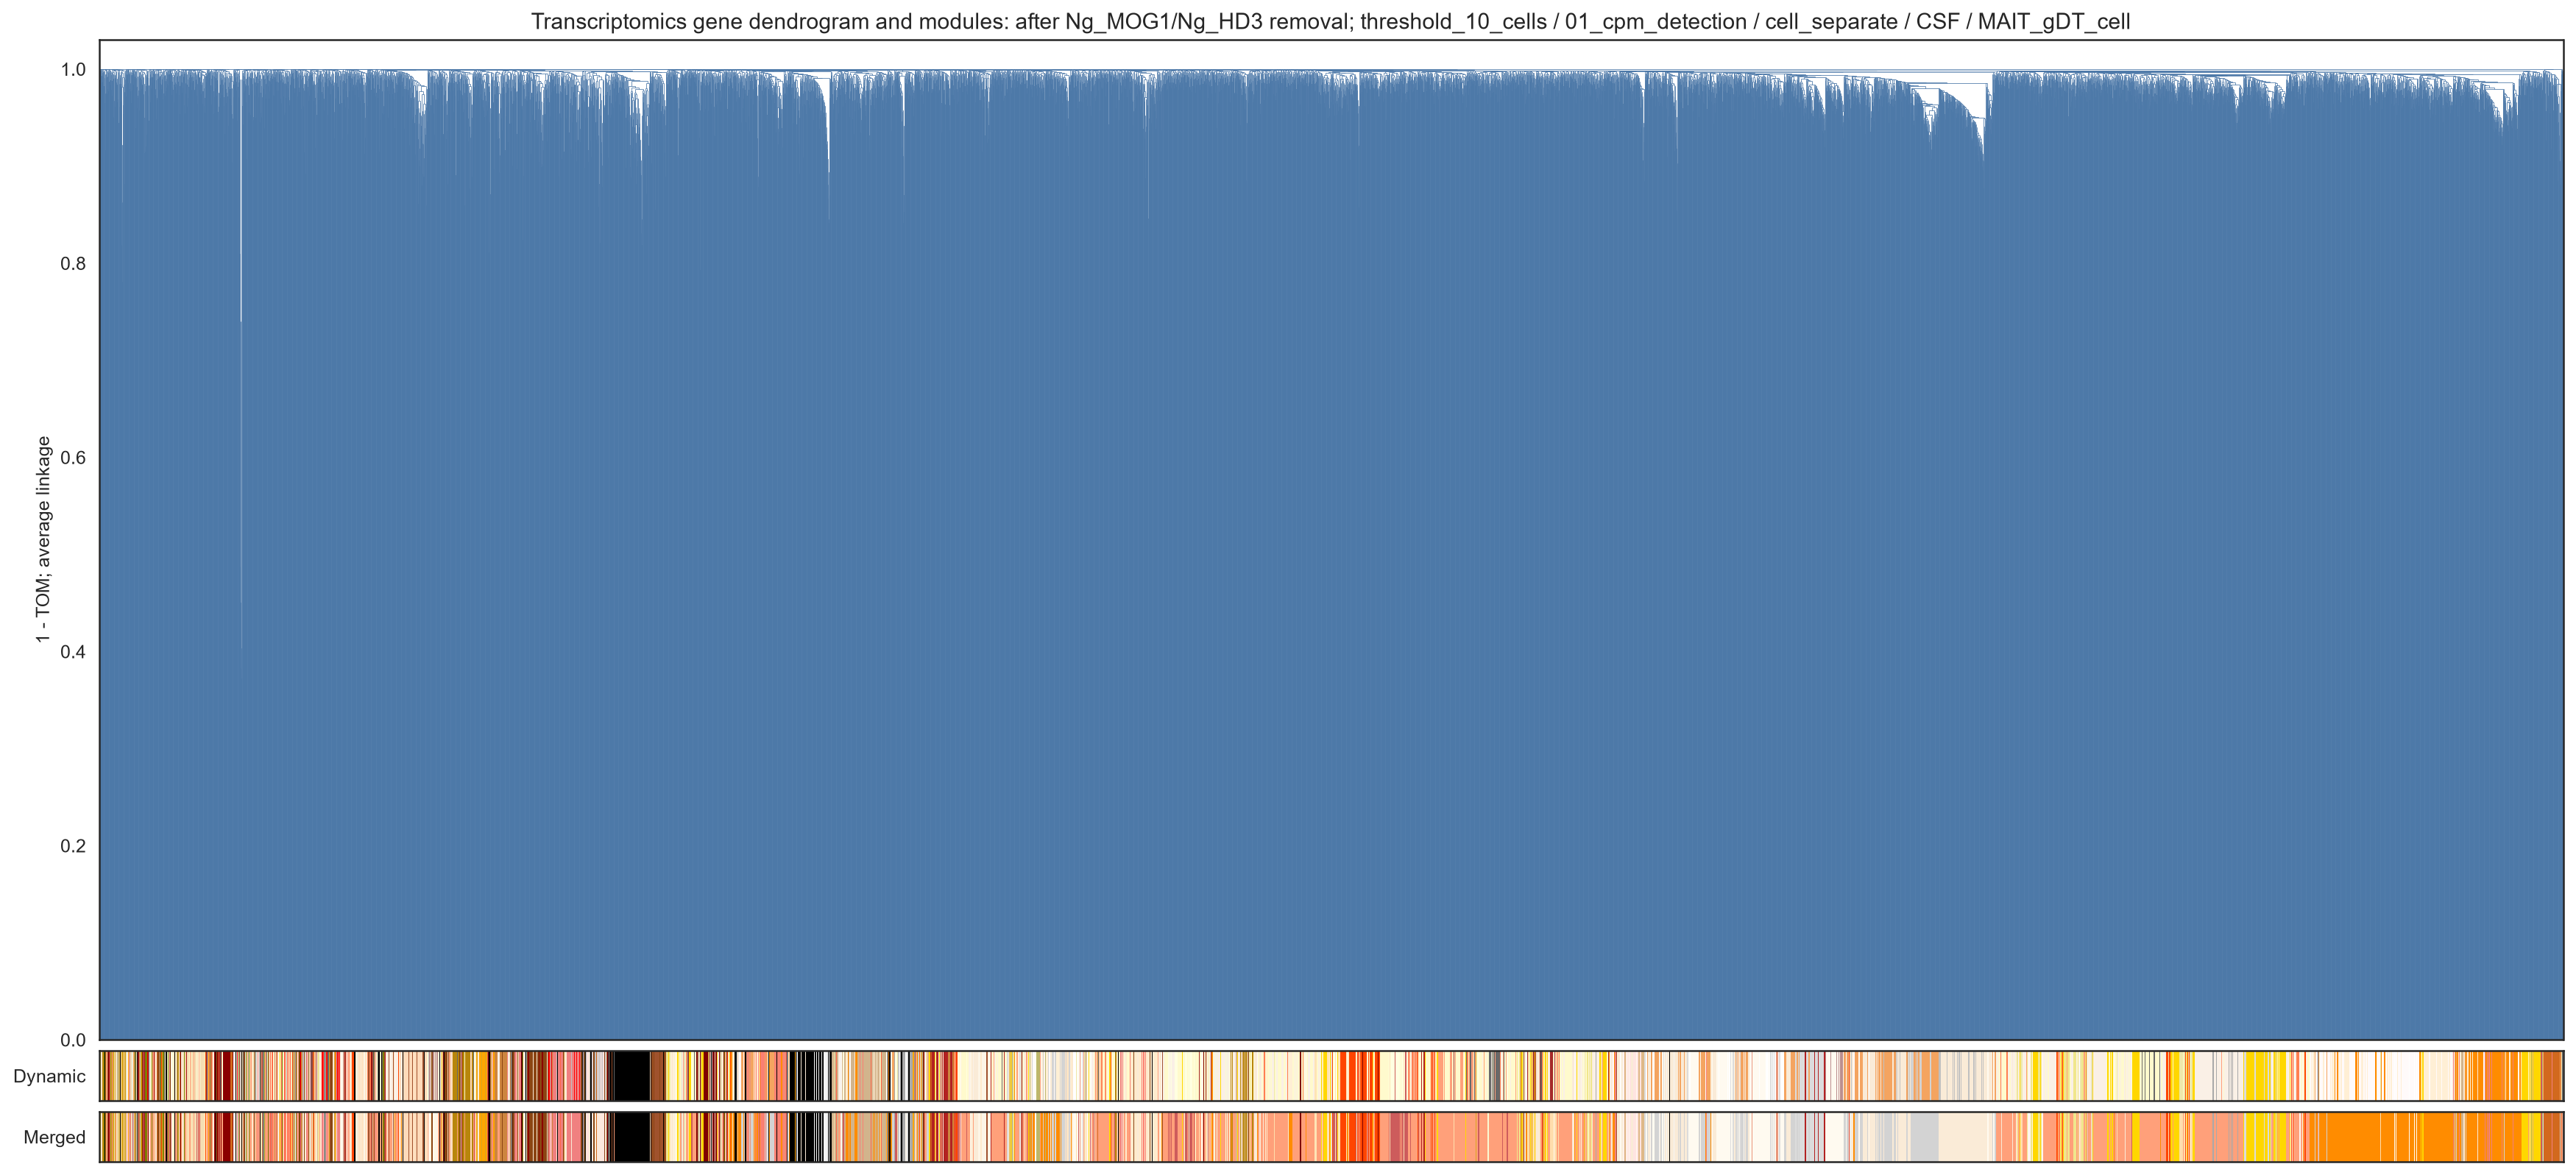 Transcriptomics gene dendrogram and modules: after Ng_MOG1/Ng_HD3 removal; threshold_10_cells / 01_cpm_detection / cell_separate / CSF / MAIT_gDT_cell
1.0
0.8
0.6
0.4
0.2
0.0
1 - TOM; average linkage
Dynamic
Merged